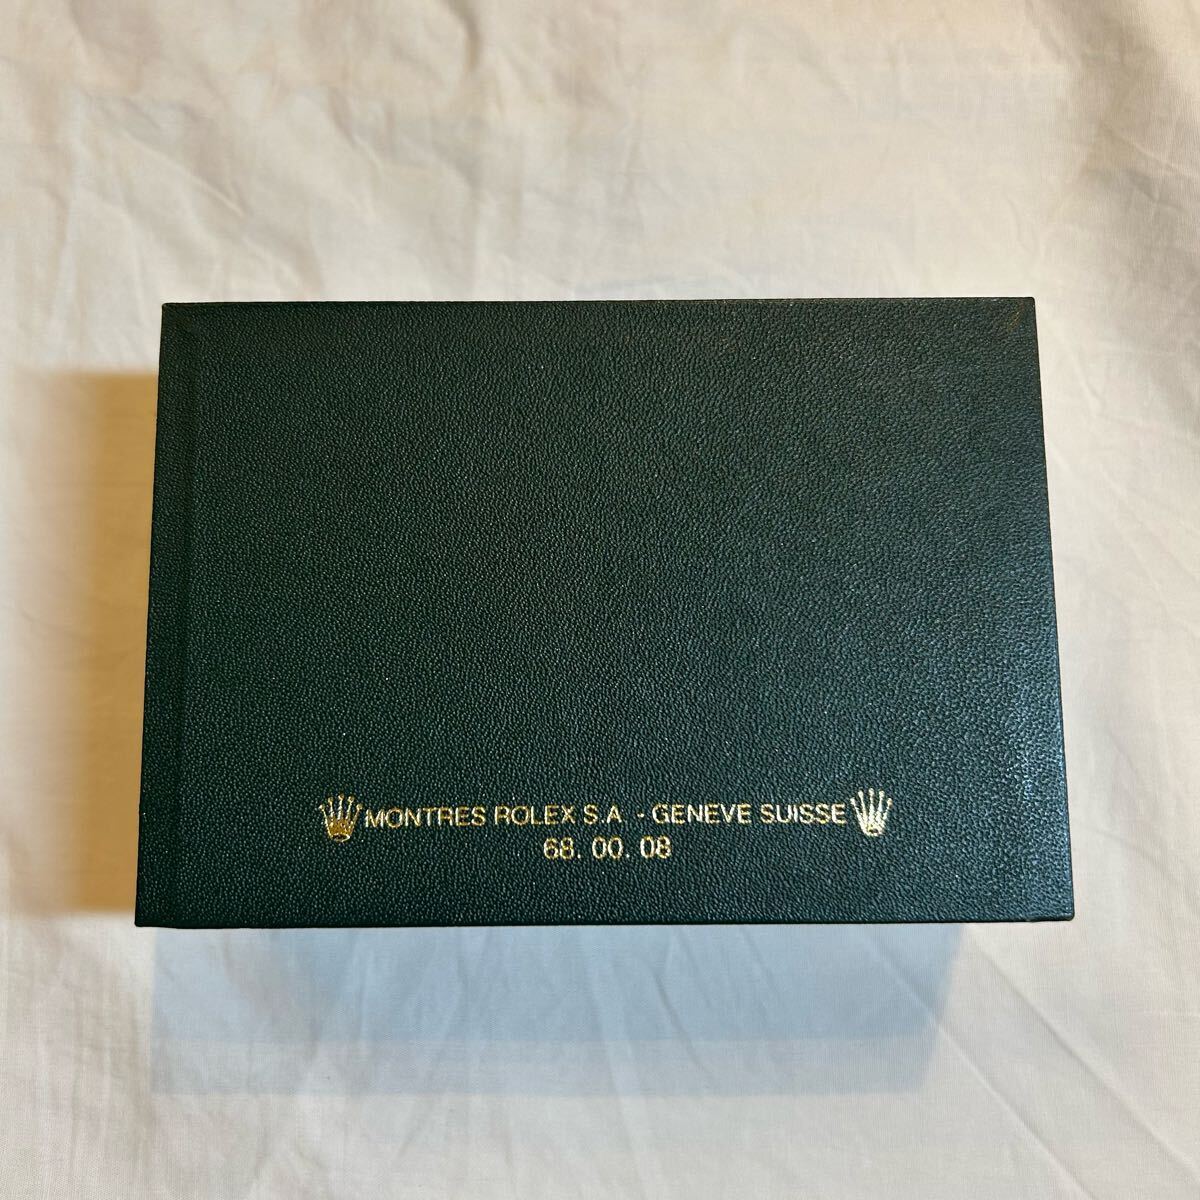 MONTRES ROLEX S.A - GENEVE SUISSE
68. 00. 08